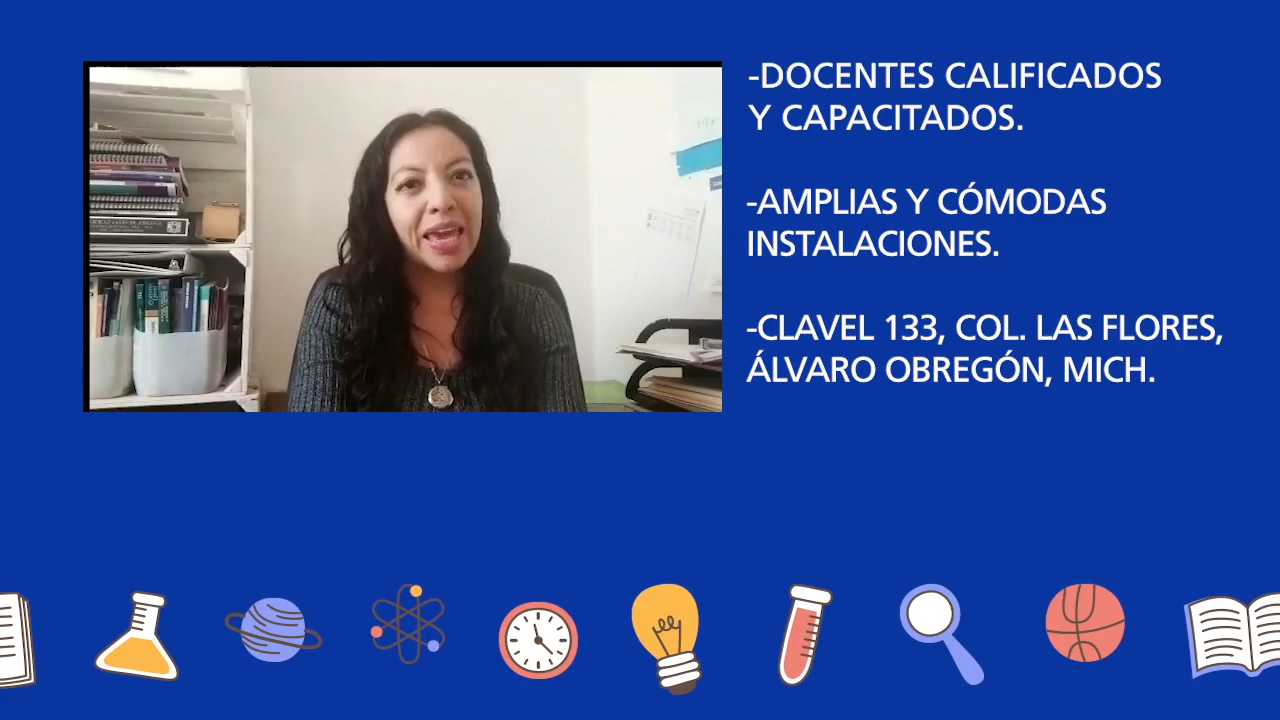 -DOCENTES CALIFICADOS
Y CAPACITADOS.
-AMPLIAS Y CÓMODAS
INSTALACIONES.
-CLAVEL 133, COL. LAS FLORES,
ÁLVARO OBREGÓN, MICH.